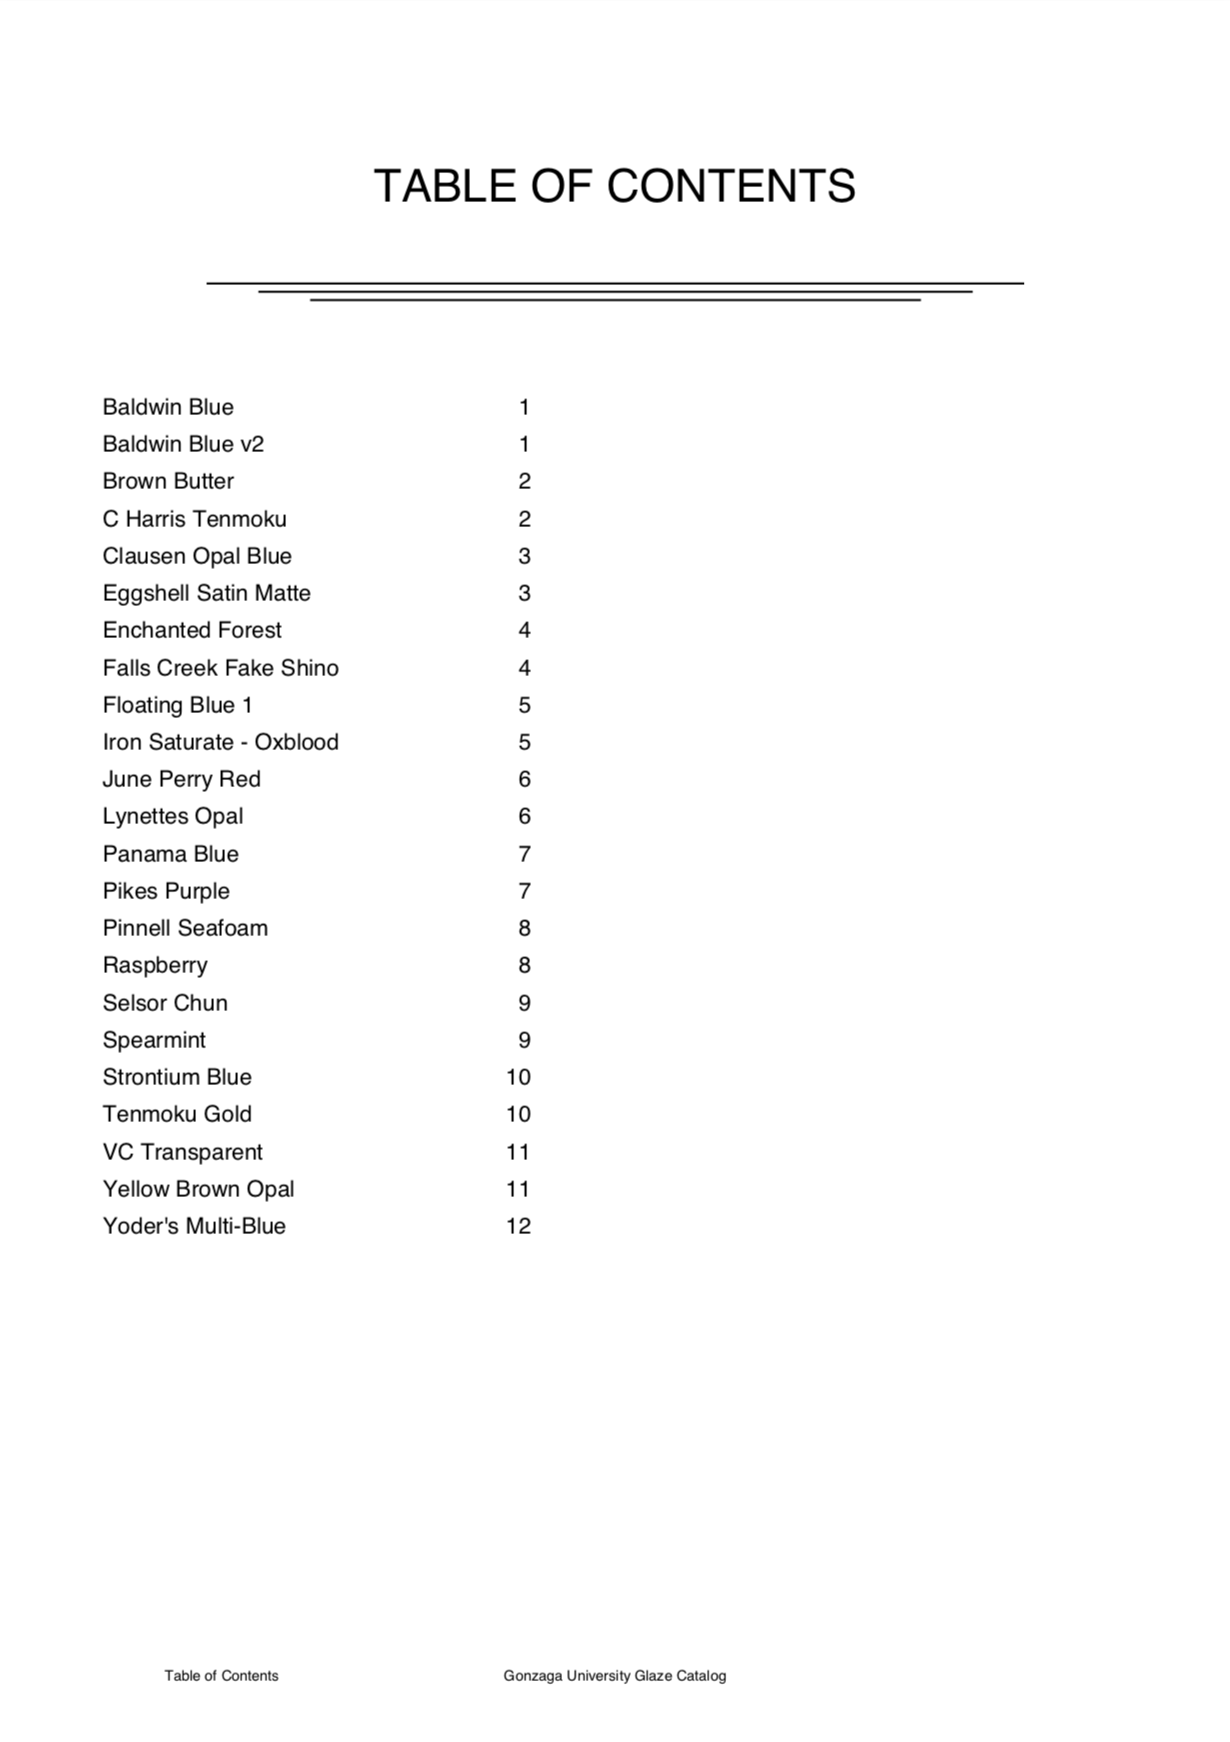 TABLE OF CONTENTS
Baldwin Blue 1
Baldwin Blue v2 1
Brown Butter 2
C Harris Tenmoku 2
Clausen Opal Blue 3
Eggshell Satin Matte 3
Enchanted Forest 4
Falls Creek Fake Shino 4
Floating Blue 1 5
Iron Saturate - Oxblood 5
June Perry Red 6
Lynettes Opal 6
Panama Blue 7
Pikes Purple 7
Pinnell Seafoam 8
Raspberry 8
Selsor Chun 9
Spearmint 9
Strontium Blue 10
Tenmoku Gold 10
VC Transparent 11
Yellow Brown Opal 11
Yoder's Multi-Blue 12
Table of Contents Gonzaga University Glaze Catalog